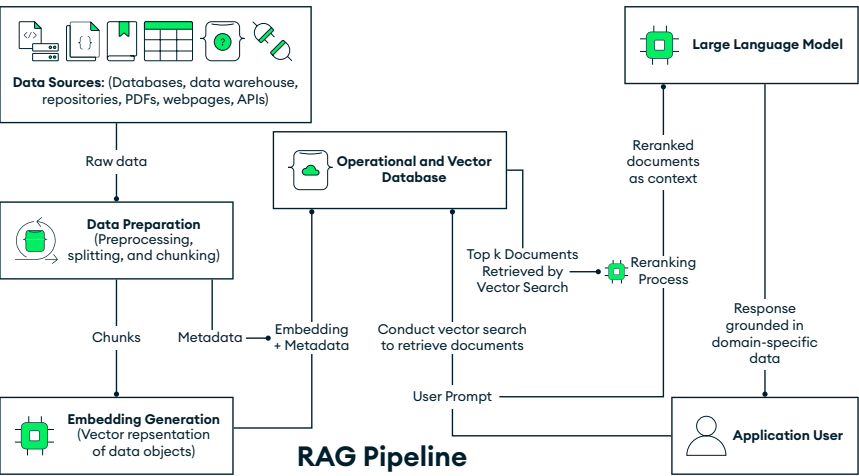 Data Sources: (Databases, data warehouse,
repositories, PDFs, webpages, APIs)
Raw data
Data Preparation
(Preprocessing,
splitting, and chunking)
Chunks
Metadata
Embedding
+ Metadata
Embedding Generation
(Vector repsentation
of data objects)
Operational and Vector
Database
Conduct vector search
to retrieve documents
User Prompt
Top k Documents
Retrieved by
Vector Search
Reranking
Process
Reranked
documents
as context
Large Language Model
Response
grounded in
domain-specific
data
Application User
RAG Pipeline